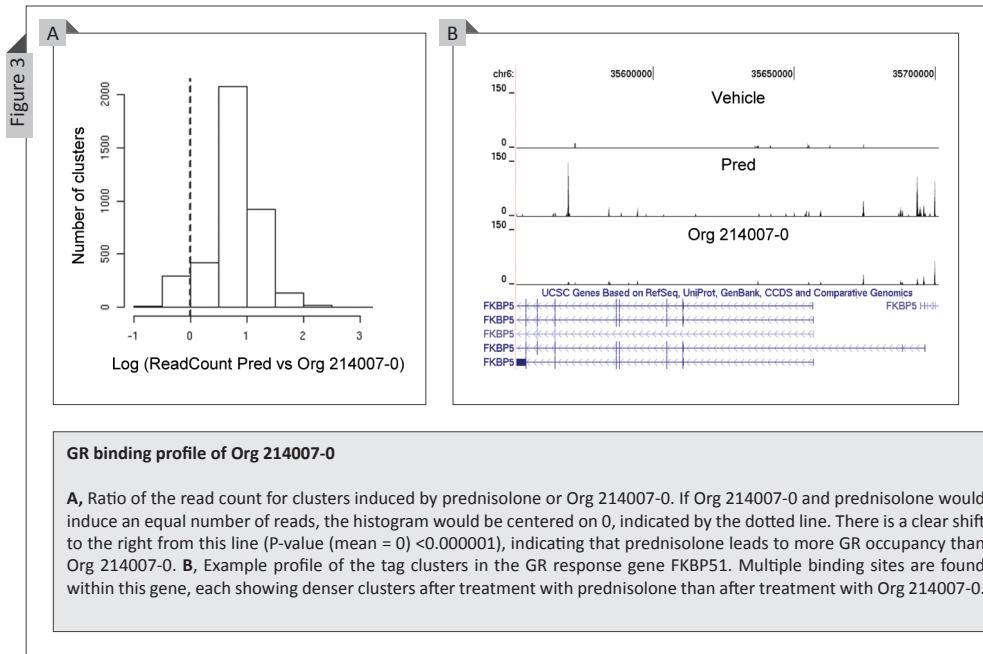 Figure 3
A
2000
1500
1000
500
0
Number of clusters
-1 0 1 2 3
Log (ReadCount Pred vs Org 214007-0)
B
chr6: 35600000 35650000 35700000
150
Vehicle
0
150
Pred
0
150
Org 214007-0
0
UCSC Genes Based on RefSeq, UniProt, GenBank, CCDS and Comparative Genomics
FKBP5 FKBP5
FKBP5
FKBP5
FKBP5
FKBP5
GR binding profile of Org 214007-0
A, Ratio of the read count for clusters induced by prednisolone or Org 214007-0. If Org 214007-0 and prednisolone would
induce an equal number of reads, the histogram would be centered on 0, indicated by the dotted line. There is a clear shift
to the right from this line (P-value (mean = 0) <0.000001), indicating that prednisolone leads to more GR occupancy than
Org 214007-0. B, Example profile of the tag clusters in the GR response gene FKBP51. Multiple binding sites are found
within this gene, each showing denser clusters after treatment with prednisolone than after treatment with Org 214007-0.